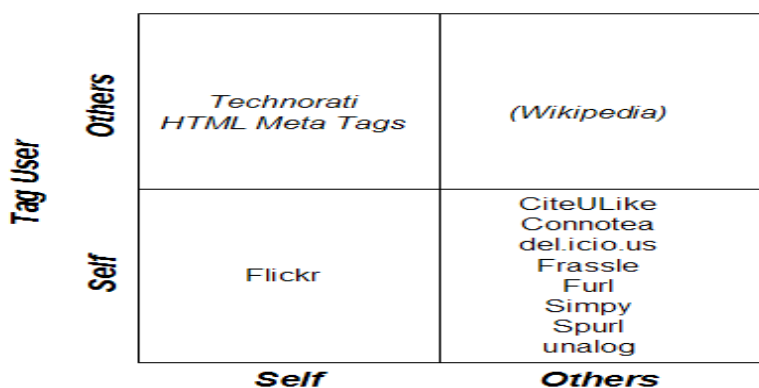 Tag User
Others
Technorati
HTML Meta Tags
(Wikipedia)
Self
Flickr
CiteULike
Connotea
del.icio.us
Frassle
Furl
Simpy
Spurl
unalog
Self
Others